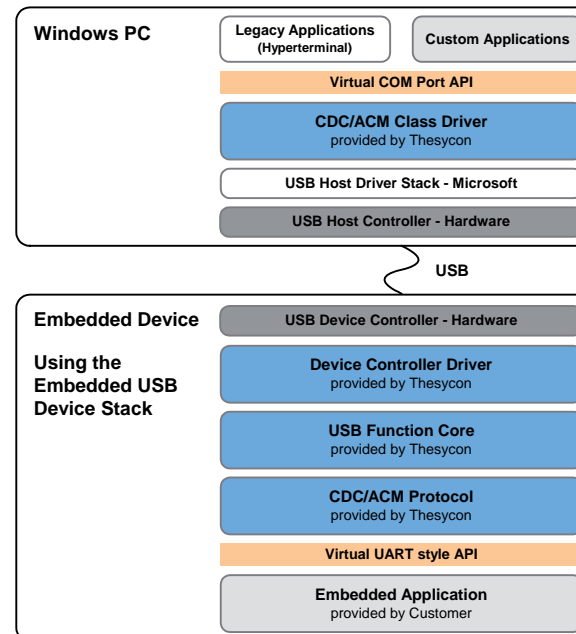 Windows PC
Legacy Applications
(Hyperterminal)
Custom Applications
Virtual COM Port API
CDC/ACM Class Driver
provided by Thesycon
USB Host Driver Stack - Microsoft
USB Host Controller - Hardware
USB
Embedded Device
USB Device Controller - Hardware
Using the
Embedded USB
Device Stack
Device Controller Driver
provided by Thesycon
USB Function Core
provided by Thesycon
CDC/ACM Protocol
provided by Thesycon
Virtual UART style API
Embedded Application
provided by Customer